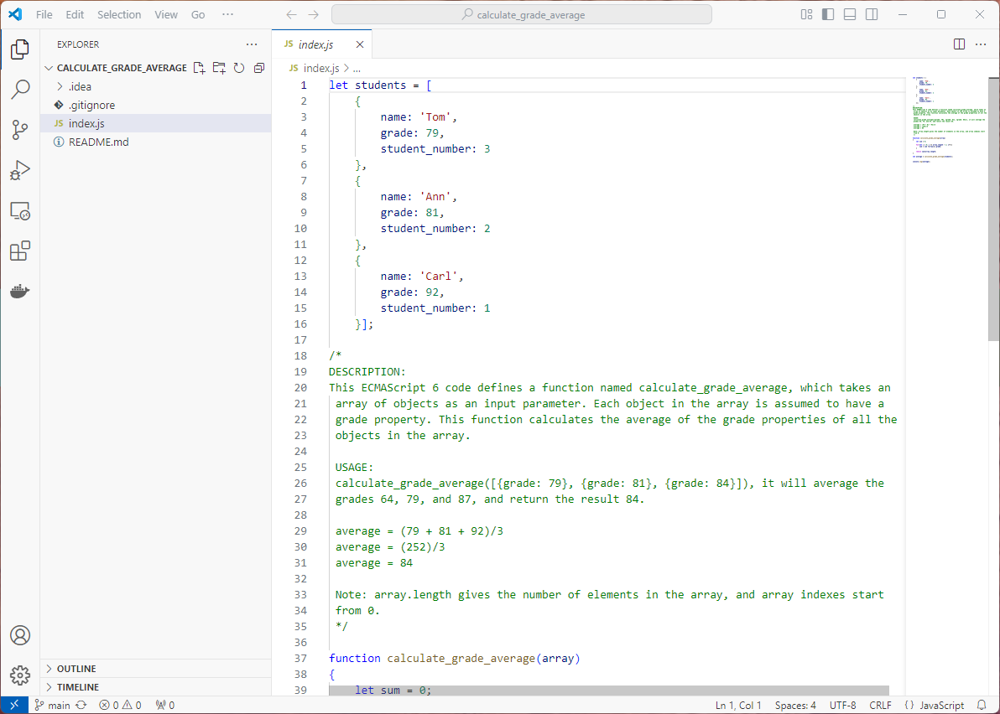 File Edit Selection View Go ···
calculate_grade_average
EXPLORER
CALCULATE_GRADE_AVERAGE
.idea
.gitignore
JS index.js
README.md
OUTLINE
TIMELINE
JS index.js
JS index.js > ...
1 let students = [
2 {
3 name: 'Tom',
4 grade: 79,
5 student_number: 3
6 },
7 {
8 name: 'Ann',
9 grade: 81,
10 student_number: 2
11 },
12 {
13 name: 'Carl',
14 grade: 92,
15 student_number: 1
16 }];
17
18 /*
19 DESCRIPTION:
20 This ECMAScript 6 code defines a function named calculate_grade_average, which takes an
21 array of objects as an input parameter. Each object in the array is assumed to have a
22 grade property. This function calculates the average of the grade properties of all the
23 objects in the array.
24
25 USAGE:
26 calculate_grade_average([{grade: 79}, {grade: 81}, {grade: 84}]), it will average the
27 grades 64, 79, and 87, and return the result 84.
28
29 average = (79 + 81 + 92)/3
30 average = (252)/3
31 average = 84
32
33 Note: array.length gives the number of elements in the array, and array indexes start
34 from 0.
35 */
36
37 function calculate_grade_average(array)
38 {
39 let sum = 0;
main 0 0 0 Ln 1, Col 1 Spaces: 4 UTF-8 CRLF {} JavaScript